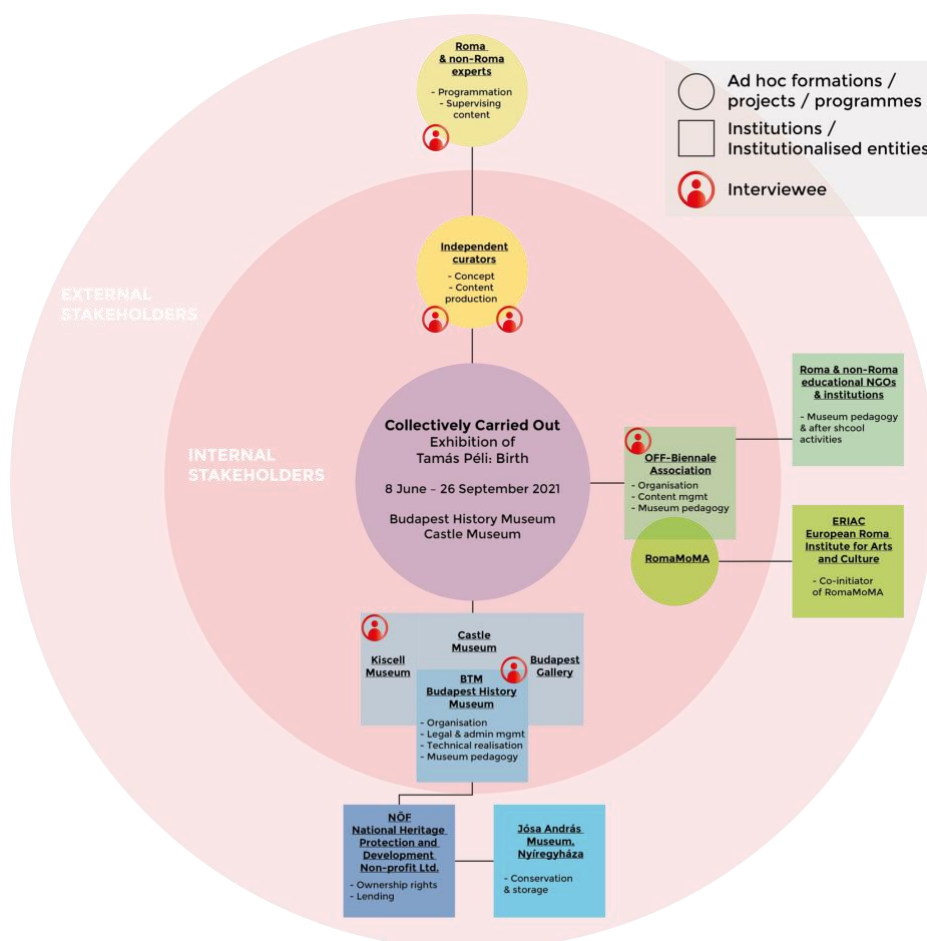 Roma
& non-Roma
experts
- Programmation
- Supervising
content
Ad hoc formations /
projects / programmes
Institutions /
Institutionalised entities
Interviewee
Independent
curators
- Concept
- Content
production
EXTERNAL
STAKEHOLDERS
INTERNAL
STAKEHOLDERS
Collectively Carried Out
Exhibition of
Tamás Péli: Birth
8 June – 26 September 2021
Budapest History Museum
Castle Museum
Roma & non-Roma
educational NGOs
& institutions
- Museum pedagogy
& after shcool
activities
OFF-Biennale
Association
- Organisation
- Content mgmt
- Museum pedagogy
RomaMoMA
ERIAC
European Roma
Institute for Arts
and Culture
- Co-initiator
of RomaMoMA
Castle
Museum
Kiscell
Museum
Budapest
Gallery
BTM
Budapest History
Museum
- Organisation
- Legal & admin mgmt
- Technical realisation
- Museum pedagogy
NÖF
National Heritage
Protection and
Development
Non-profit Ltd.
- Ownership rights
- Lending
Jósa András
Museum,
Nyíregyháza
- Conservation
& storage